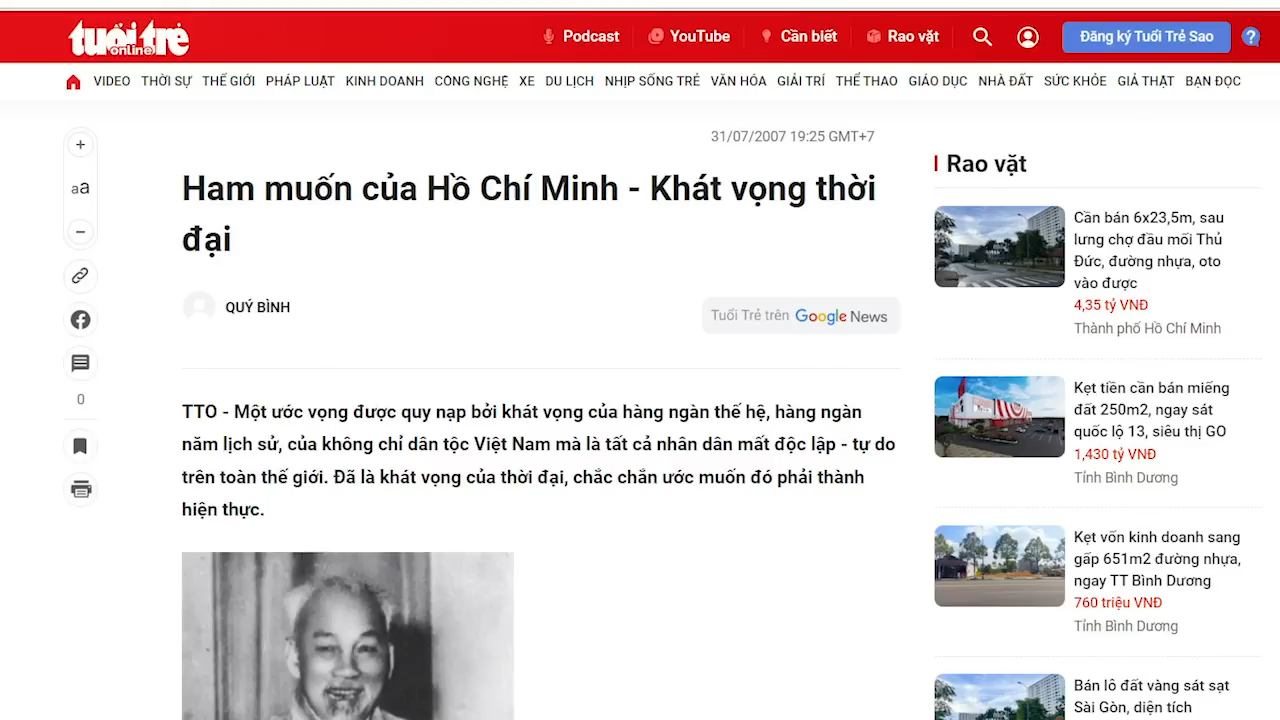 tuổi trẻ
online
Podcast
YouTube
Cần biết
Rao vặt
Đăng ký Tuổi Trẻ Sao
?
VIDEO THỜI SỰ THẾ GIỚI PHÁP LUẬT KINH DOANH CÔNG NGHỆ XE DU LỊCH NHỊP SỐNG TRẺ VĂN HÓA GIẢI TRÍ THỂ THAO GIÁO DỤC NHÀ ĐẤT SỨC KHỎE GIẢ THẬT BẠN ĐỌC
+
aa
−
0
31/07/2007 19:25 GMT+7
Ham muốn của Hồ Chí Minh - Khát vọng thời
đại
QUÝ BÌNH
Tuổi Trẻ trên Google News
TTO - Một ước vọng được quy nạp bởi khát vọng của hàng ngàn thế hệ, hàng ngàn
năm lịch sử, của không chỉ dân tộc Việt Nam mà là tất cả nhân dân mất độc lập - tự do
trên toàn thế giới. Đã là khát vọng của thời đại, chắc chắn ước muốn đó phải thành
hiện thực.
Rao vặt
Cần bán 6x23,5m, sau
lưng chợ đầu mối Thủ
Đức, đường nhựa, oto
vào được
4,35 tỷ VNĐ
Thành phố Hồ Chí Minh
Kẹt tiền cần bán miếng
đất 250m2, ngay sát
quốc lộ 13, siêu thị GO
1,430 tỷ VNĐ
Tỉnh Bình Dương
Kẹt vốn kinh doanh sang
gấp 651m2 đường nhựa,
ngay TT Bình Dương
760 triệu VNĐ
Tỉnh Bình Dương
Bán lô đất vàng sát sạt
Sài Gòn, diện tích